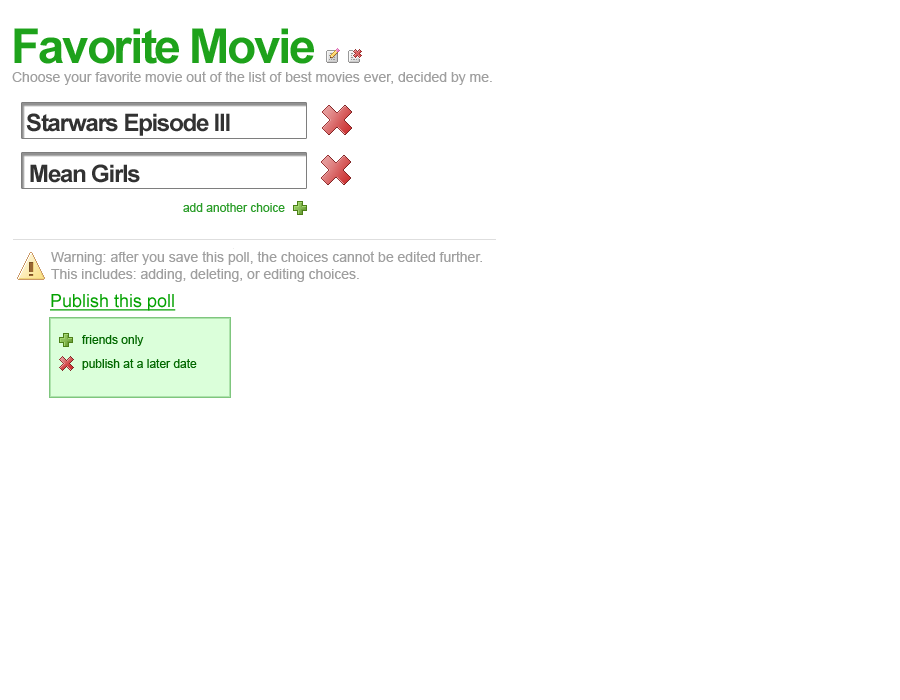 Favorite Movie
Choose your favorite movie out of the list of best movies ever, decided by me.
Starwars Episode III
Mean Girls
add another choice
Warning: after you save this poll, the choices cannot be edited further.
This includes: adding, deleting, or editing choices.
Publish this poll
friends only
publish at a later date